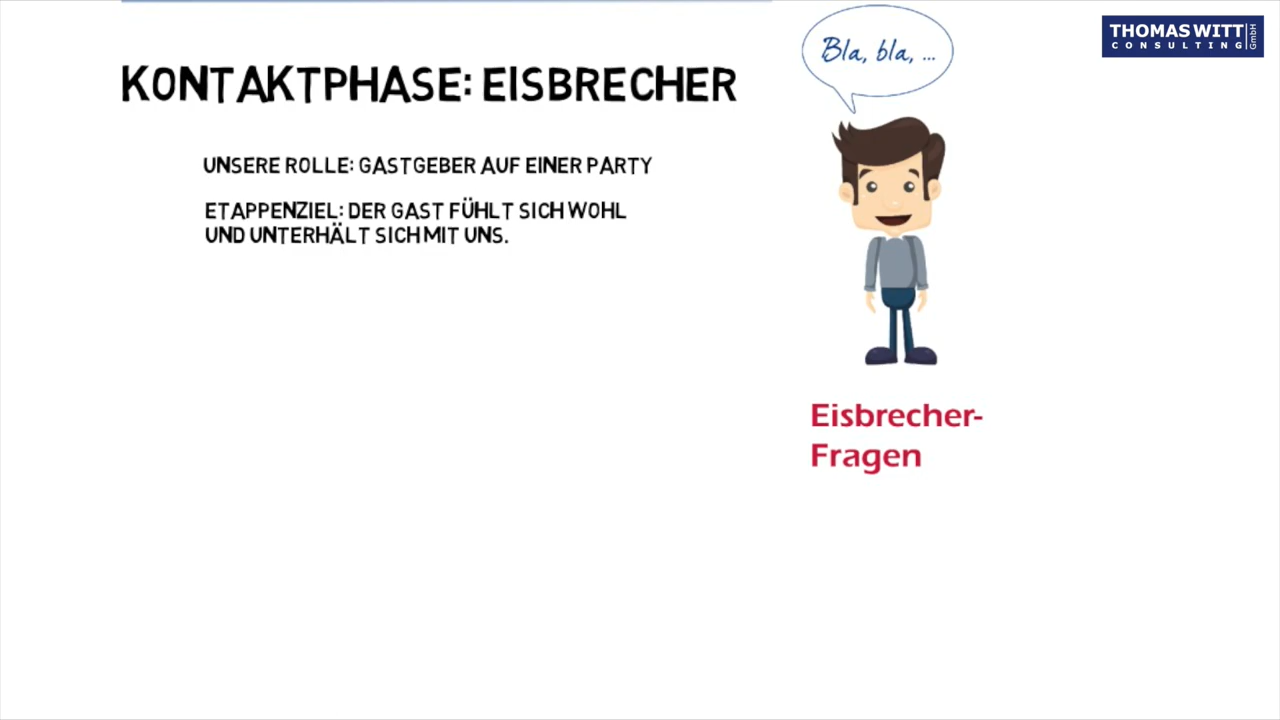 Bla, bla, ...
THOMAS WITT GmbH
CONSULTING
KONTAKTPHASE: EISBRECHER
UNSERE ROLLE: GASTGEBER AUF EINER PARTY
ETAPPENZIEL: DER GAST FÜHLT SICH WOHL
UND UNTERHÄLT SICH MIT UNS.
Eisbrecher-
Fragen